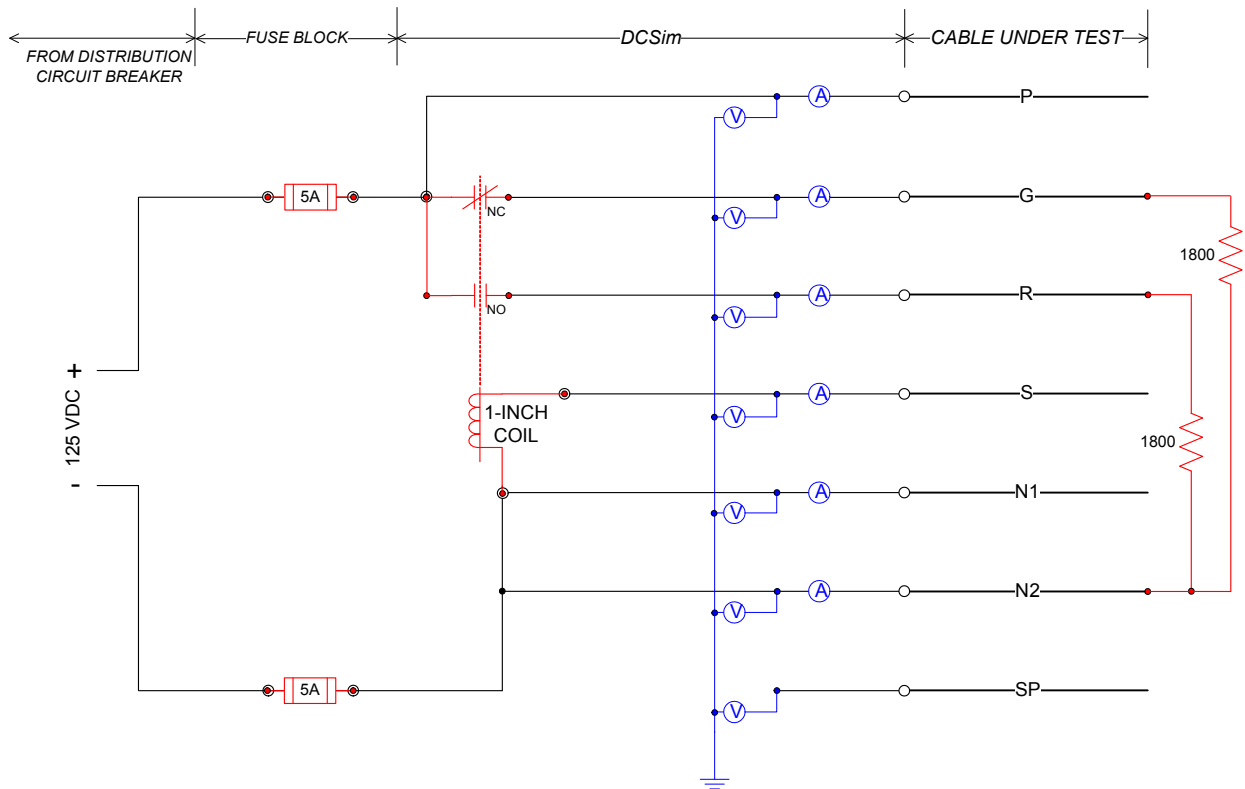 FROM DISTRIBUTION
CIRCUIT BREAKER
FUSE BLOCK
DCSim
CABLE UNDER TEST
A
P
V
5A
NC
A
G
V
1800
NO
A
R
V
+
125 VDC
-
1-INCH
COIL
A
S
V
1800
A
N1
V
A
N2
V
5A
SP
V